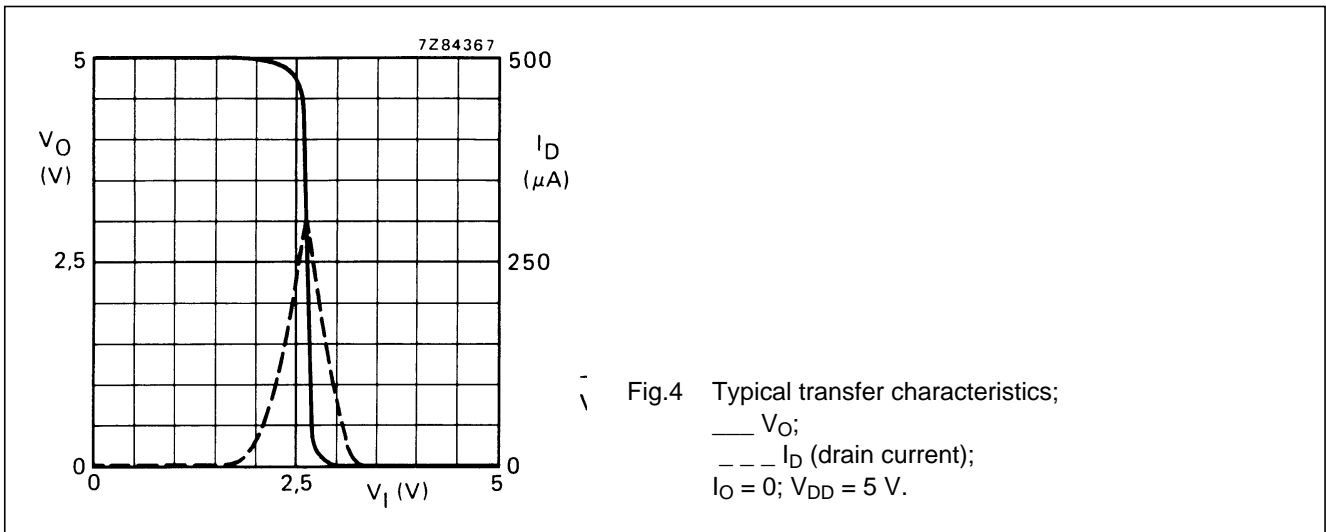 7Z84367
5
500
V_O
(V)
I_D
(μA)
2,5
250
0
0
0
2,5
5
V_I (V)
Fig.4 Typical transfer characteristics;
___ V_O;
_ _ _ I_D (drain current);
I_O = 0; V_DD = 5 V.